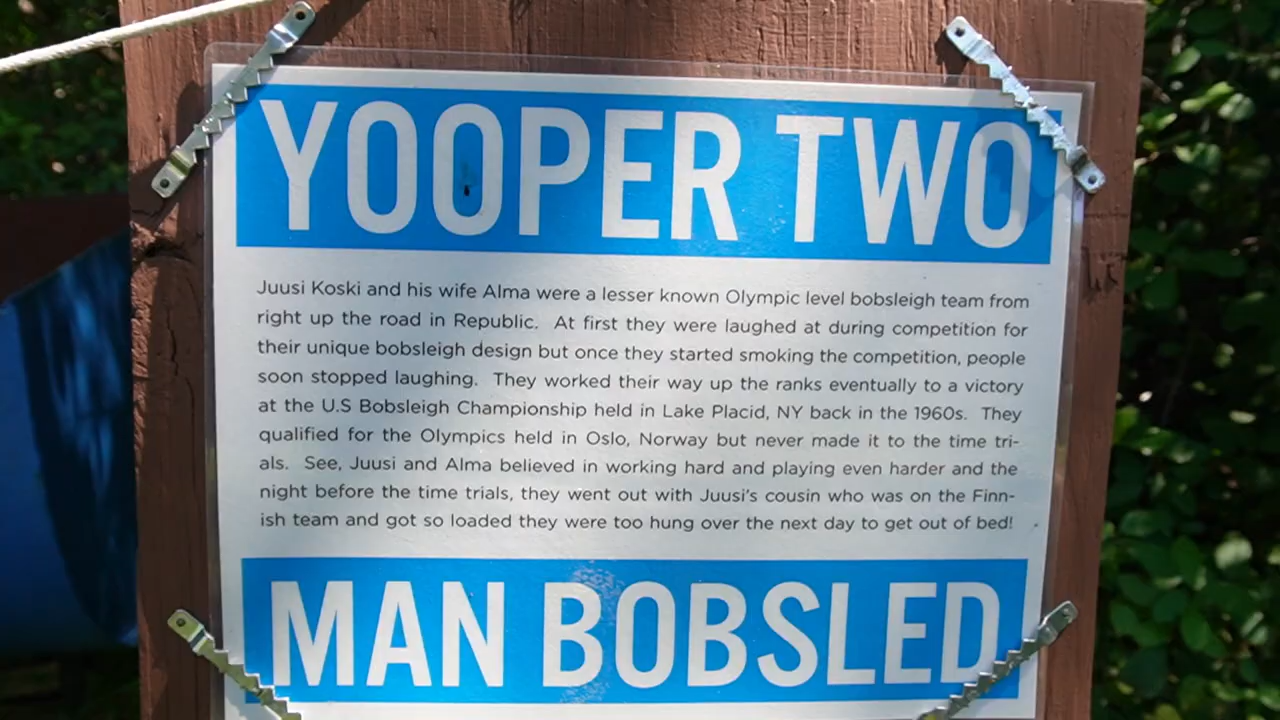 YOOPER TWO
Juusi Koski and his wife Alma were a lesser known Olympic level bobsleigh team from
right up the road in Republic. At first they were laughed at during competition for
their unique bobsleigh design but once they started smoking the competition, people
soon stopped laughing. They worked their way up the ranks eventually to a victory
at the U.S Bobsleigh Championship held in Lake Placid, NY back in the 1960s. They
qualified for the Olympics held in Oslo, Norway but never made it to the time tri-
als. See, Juusi and Alma believed in working hard and playing even harder and the
night before the time trials, they went out with Juusi's cousin who was on the Finn-
ish team and got so loaded they were too hung over the next day to get out of bed!
MAN BOBSLED